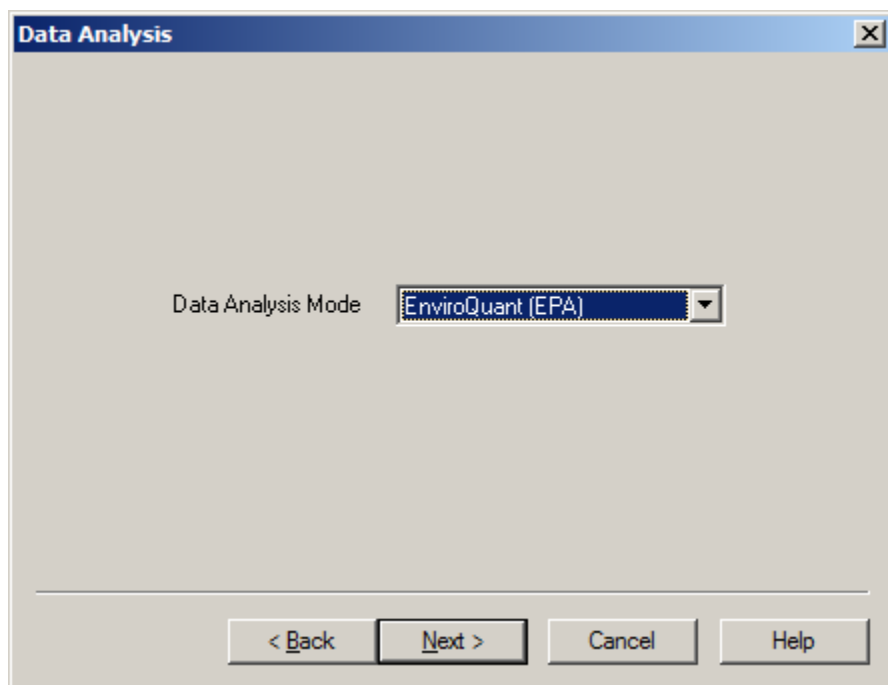 Data Analysis
Data Analysis Mode EnviroQuant (EPA)
< Back Next > Cancel Help